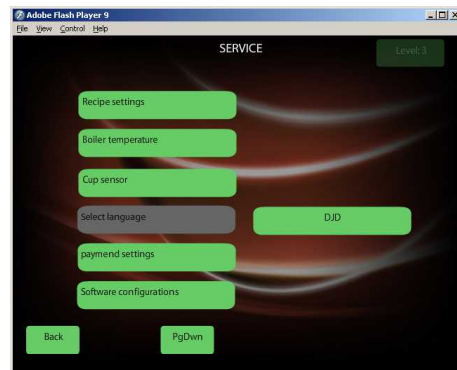 Adobe Flash Player 9
File View Control Help
SERVICE
Level: 3
Recipe settings
Boiler temperature
Cup sensor
Select language
DJD
paymend settings
Software configurations
Back
PgDwn